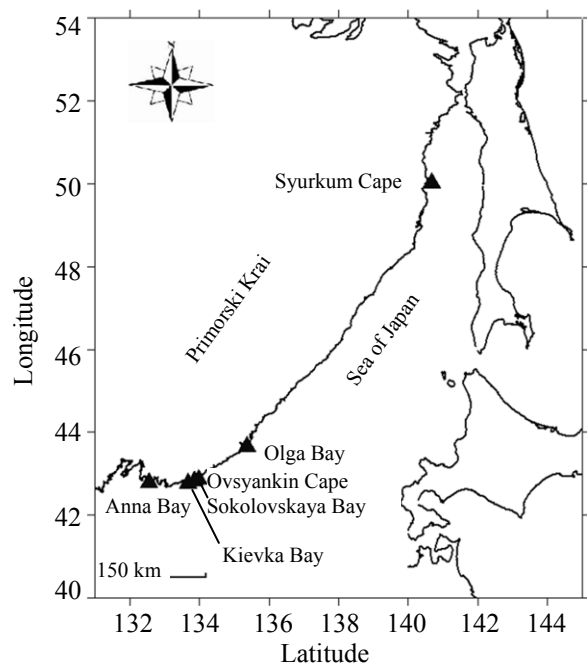 54
52
50
48
46
44
42
40
Longitude
Syurkum Cape
Primorski Krai
Sea of Japan
Olga Bay
Ovsyankin Cape
Anna Bay
Sokolovskaya Bay
Kievka Bay
150 km
132 134 136 138 140 142 144
Latitude